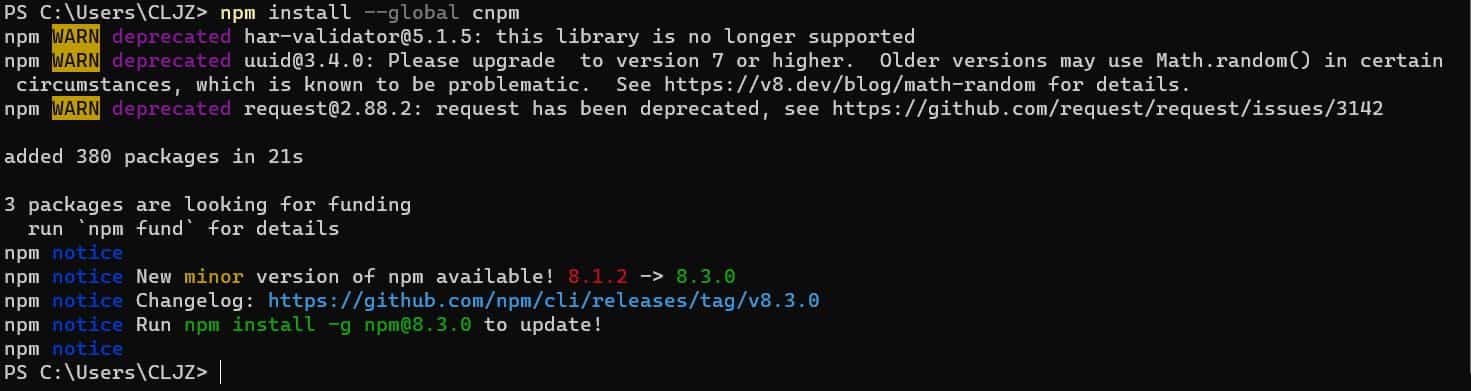 PS C:\Users\CLJZ> npm install --global cnpm
npm WARN deprecated har-validator@5.1.5: this library is no longer supported
npm WARN deprecated uuid@3.4.0: Please upgrade  to version 7 or higher.  Older versions may use Math.random() in certain
 circumstances, which is known to be problematic.  See https://v8.dev/blog/math-random for details.
npm WARN deprecated request@2.88.2: request has been deprecated, see https://github.com/request/request/issues/3142
added 380 packages in 21s
3 packages are looking for funding
  run `npm fund` for details
npm notice
npm notice New minor version of npm available! 8.1.2 -> 8.3.0
npm notice Changelog: https://github.com/npm/cli/releases/tag/v8.3.0
npm notice Run npm install -g npm@8.3.0 to update!
npm notice
PS C:\Users\CLJZ>